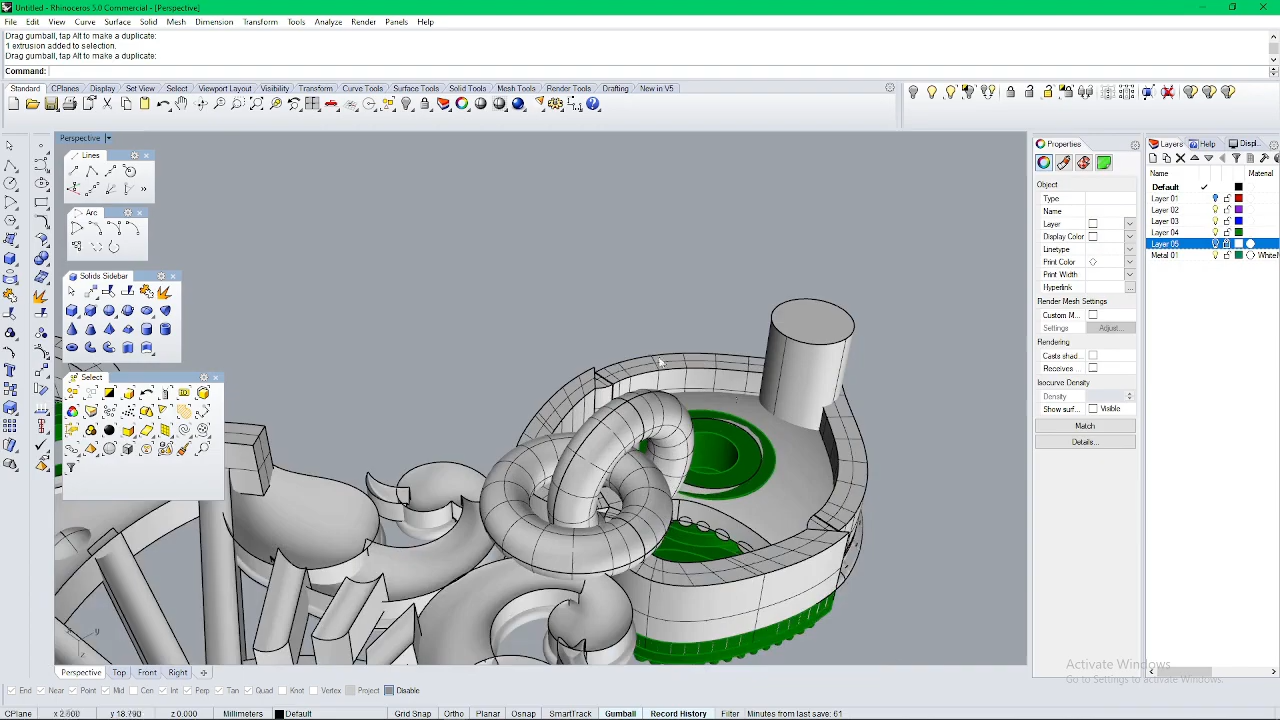 Untitled - Rhinoceros 5.0 Commercial - [Perspective]
File Edit View Curve Surface Solid Mesh Dimension Transform Tools Analyze Render Panels Help
Drag gumball, tap Alt to make a duplicate:
1 extrusion added to selection.
Drag gumball, tap Alt to make a duplicate:
Command:
Standard CPlanes Display Set View Select Viewport Layout Visibility Transform Curve Tools Surface Tools Solid Tools Mesh Tools Render Tools Drafting New in V5
Perspective
Lines
Arc
Solids Sidebar
Select
Properties
Object
Type
Name
Layer
Display Color
Linetype
Print Color
Print Width
Hyperlink
Render Mesh Settings
Custom M...
Settings Adjust...
Rendering
Casts shad
Receives
Isocurve Density
Density
Show surf. Visible
Match
Details...
Layers Help Displ
Name Material
Default
Layer 01
Layer 02
Layer 03
Layer 04
Layer 05
Metal 01 White
y
Activate Windows
Go to Settings to activate Windows.
Perspective Top Front Right
End Near Point Mid Cen Int Perp Tan Quad Knot Vertex Project Disable
CPlane y 18.790 z 0.000 Millimeters Default Grid Snap Ortho Planar Osnap SmartTrack Gumball Record History Filter Minutes from last save: 61